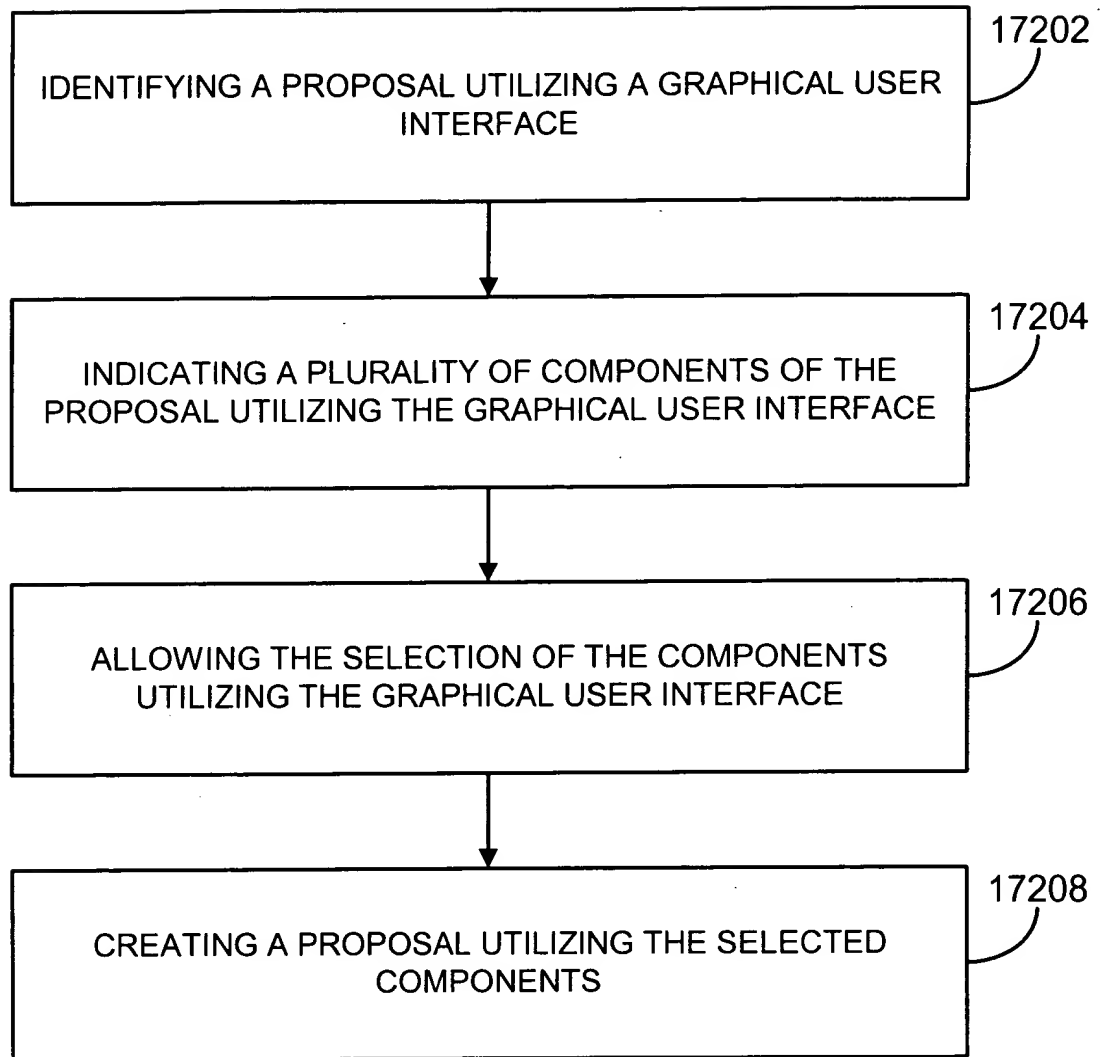 17202
IDENTIFYING A PROPOSAL UTILIZING A GRAPHICAL USER
INTERFACE
17204
INDICATING A PLURALITY OF COMPONENTS OF THE
PROPOSAL UTILIZING THE GRAPHICAL USER INTERFACE
17206
ALLOWING THE SELECTION OF THE COMPONENTS
UTILIZING THE GRAPHICAL USER INTERFACE
17208
CREATING A PROPOSAL UTILIZING THE SELECTED
COMPONENTS